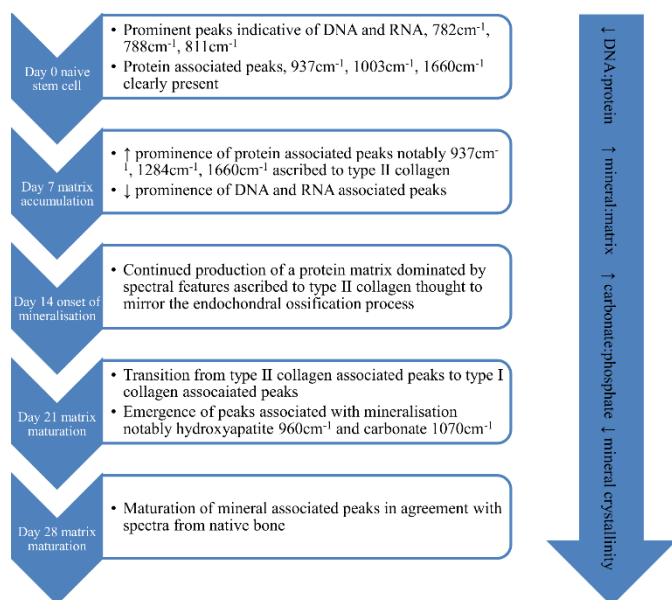 Day 0 naive
stem cell
• Prominent peaks indicative of DNA and RNA, 782cm⁻¹,
788cm⁻¹, 811cm⁻¹
• Protein associated peaks, 937cm⁻¹, 1003cm⁻¹, 1660cm⁻¹
clearly present
Day 7 matrix
accumulation
• ↑ prominence of protein associated peaks notably 937cm⁻
¹, 1284cm⁻¹, 1660cm⁻¹ ascribed to type II collagen
• ↓ prominence of DNA and RNA associated peaks
Day 14 onset of
mineralisation
• Continued production of a protein matrix dominated by
spectral features ascribed to type II collagen thought to
mirror the endochondral ossification process
Day 21 matrix
maturation
• Transition from type II collagen associated peaks to type I
collagen assocaiated peaks
• Emergence of peaks associated with mineralisation
notably hydroxyapatite 960cm⁻¹ and carbonate 1070cm⁻¹
Day 28 matrix
maturation
• Maturation of mineral associated peaks in agreement with
spectra from native bone
↓ DNA:protein ↑ mineral:matrix ↑ carbonate:phosphate ↓ mineral crystallinity